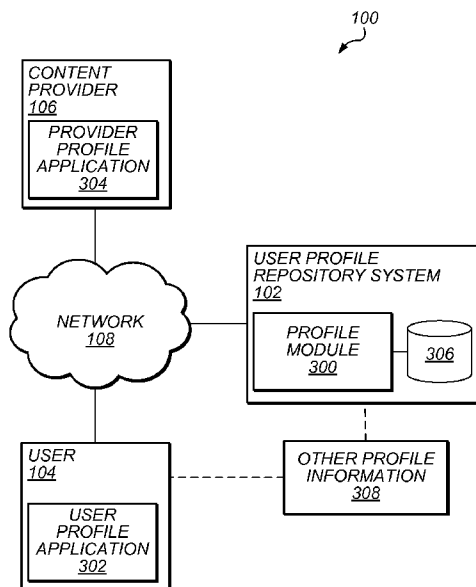 100
CONTENT
PROVIDER
106
PROVIDER
PROFILE
APPLICATION
304
USER PROFILE
REPOSITORY SYSTEM
102
PROFILE
MODULE
300
306
NETWORK
108
USER
104
USER
PROFILE
APPLICATION
302
OTHER PROFILE
INFORMATION
308